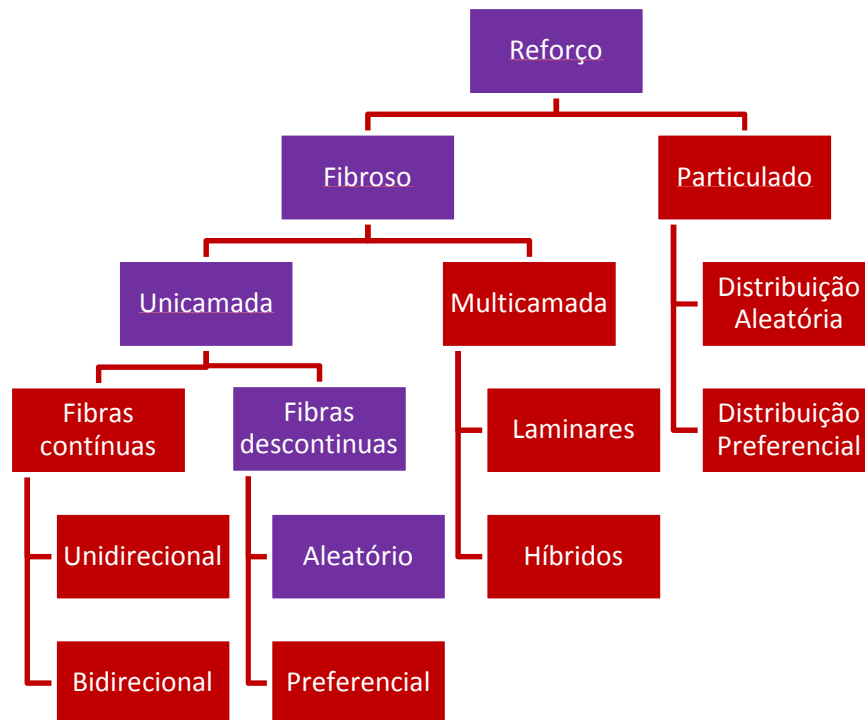 Reforço
Fibroso
Particulado
Unicamada
Multicamada
Distribuição
Aleatória
Fibras
contínuas
Fibras
descontinuas
Laminares
Distribuição
Preferencial
Unidirecional
Aleatório
Híbridos
Bidirecional
Preferencial